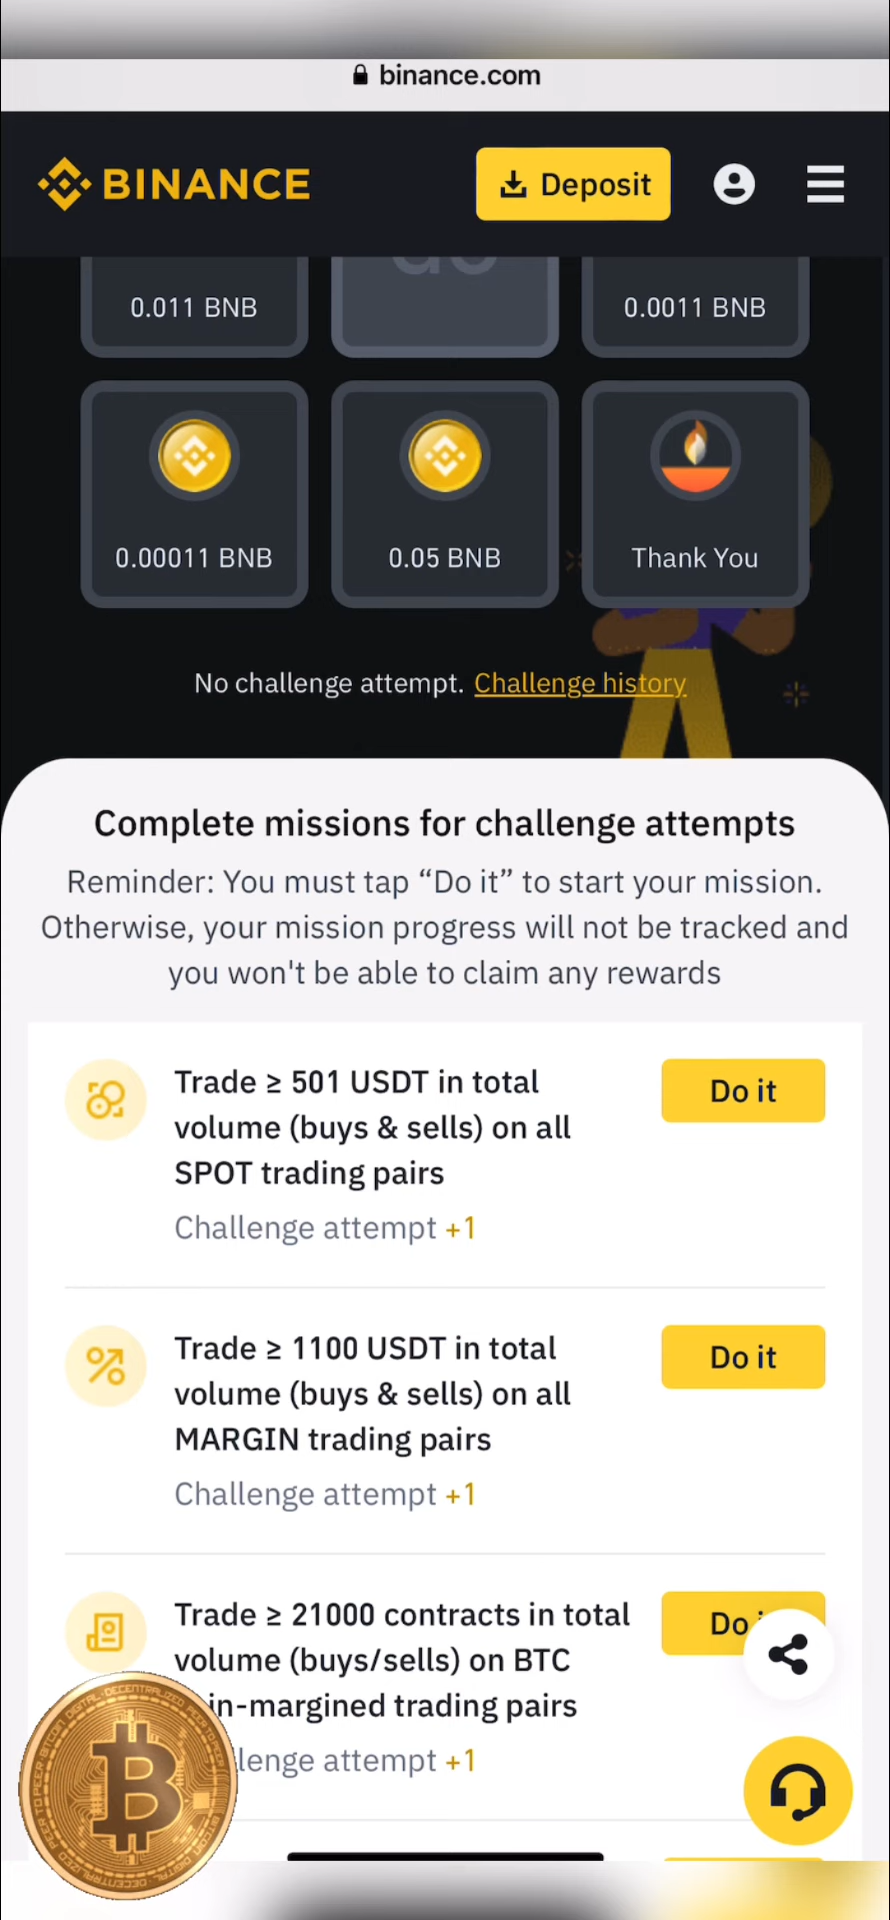 binance.com
BINANCE
Deposit
0.011 BNB
0.0011 BNB
0.00011 BNB
0.05 BNB
Thank You
No challenge attempt. Challenge history
Complete missions for challenge attempts
Reminder: You must tap “Do it” to start your mission.
Otherwise, your mission progress will not be tracked and
you won't be able to claim any rewards
Trade ≥ 501 USDT in total
Do it
volume (buys & sells) on all
SPOT trading pairs
Challenge attempt +1
Trade ≥ 1100 USDT in total
Do it
volume (buys & sells) on all
MARGIN trading pairs
Challenge attempt +1
Trade ≥ 21000 contracts in total
Do
volume (buys/sells) on BTC
in-margined trading pairs
lenge attempt +1